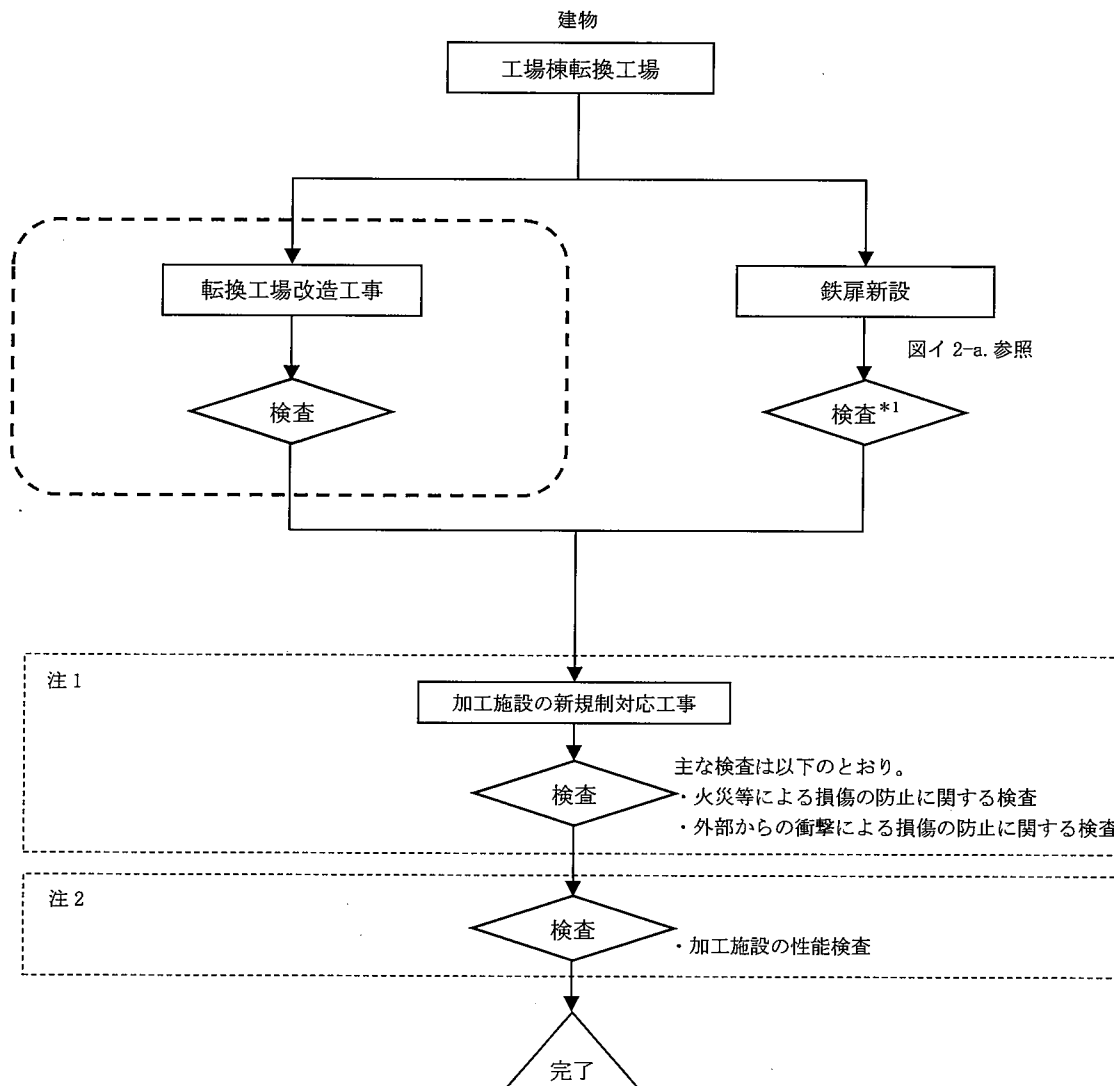 建物
工場棟転換工場
転換工場改造工事
鉄扉新設
図イ 2-a. 参照
検査
検査*1
注 1
加工施設の新規制対応工事
検査
主な検査は以下のとおり。
・火災等による損傷の防止に関する検査
・外部からの衝撃による損傷の防止に関する検査
注 2
検査
・加工施設の性能検査
完了